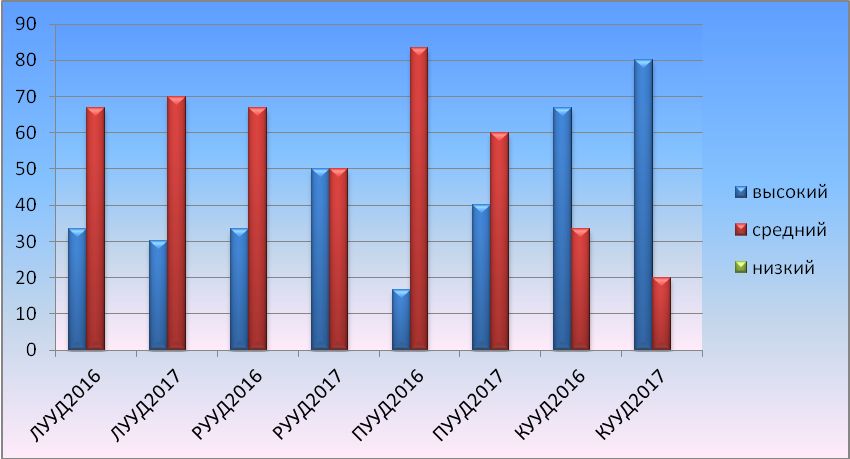 90
80
70
60
50
40
30
20
10
0
ЛУУД2016
ЛУУД2017
РУУД2016
РУУД2017
ПУУД2016
ПУУД2017
КУУД2016
КУУД2017
высокий
средний
низкий